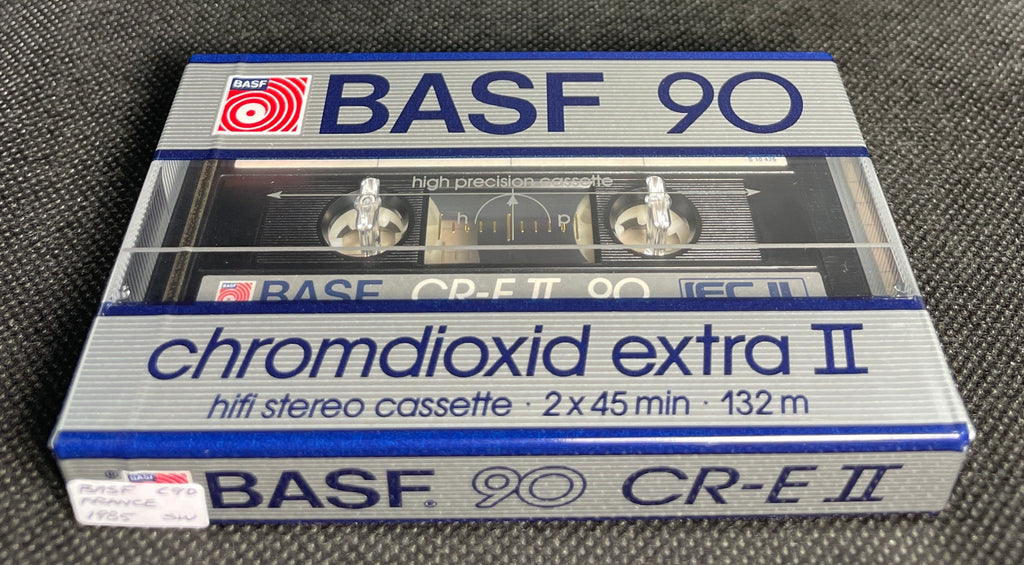 BASF
BASF 90
high precision cassette
h p
BASF CR-E II 90 IEC II
chromdioxid extra II
hifi stereo cassette · 2 x 45 min · 132 m
BASF
BASF® 90 CR-E II
BASF C90
FRANCE
1985 SW